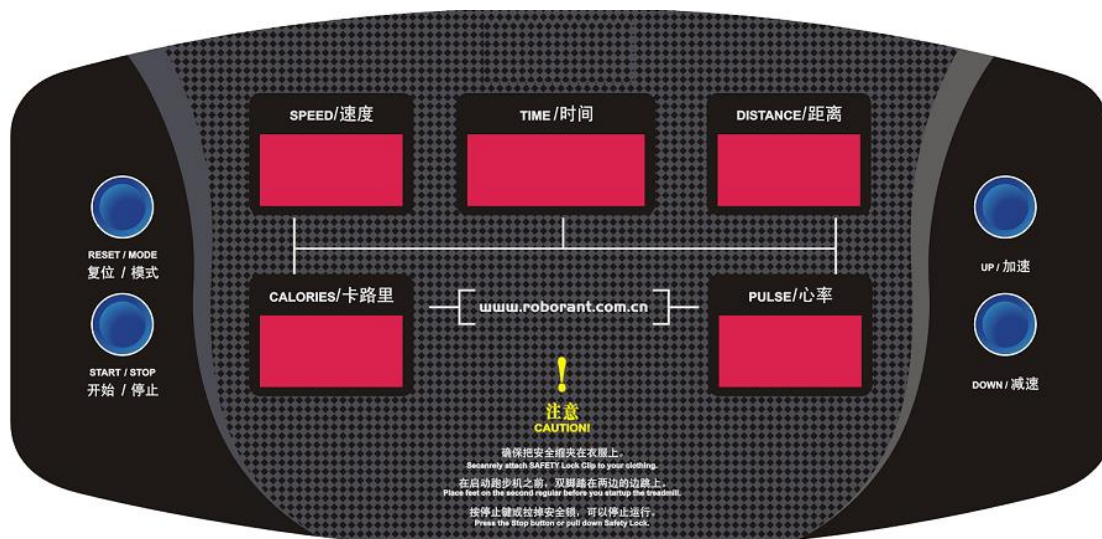 SPEED/速度
TIME/时间
DISTANCE/距离
RESET / MODE
复位 / 模式
UP / 加速
CALORIES/卡路里
www.roborant.com.cn
PULSE/心率
START / STOP
开始 / 停止
DOWN / 减速
!
注意
CAUTION!
确保把安全缩夹在衣服上。
Secanrely attach SAFETY Lock Clip to your clothing.
在启动跑步机之前，双脚踏在两边的边跳上。
Place feet on the second regular before you startup the treadmill.
按停止键或拉掉安全锁，可以停止运行。
Press the Stop button or pull down Safety Lock.